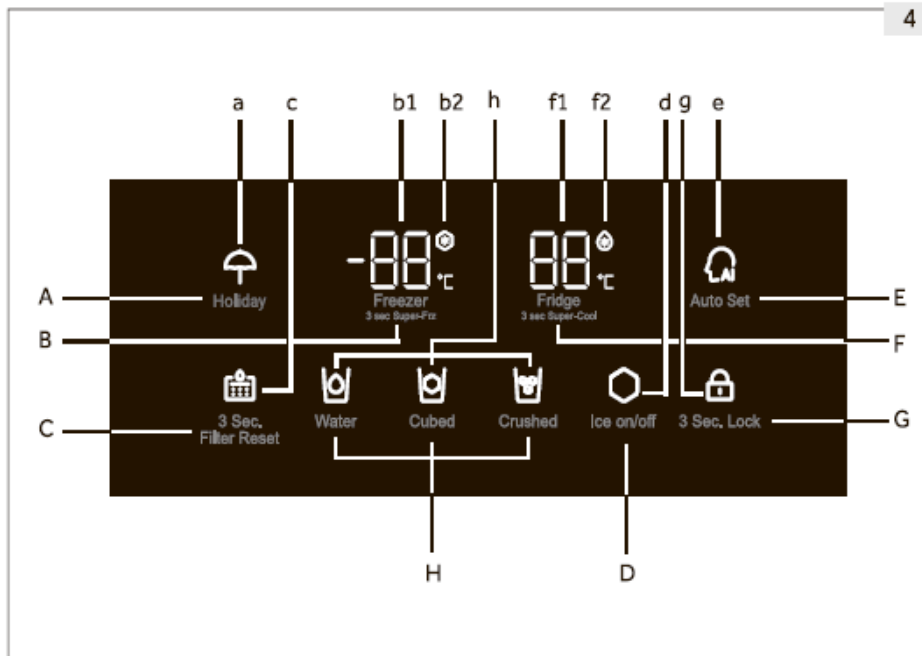 4
a c b1 b2 h f1 f2 d g e
-88 °C 88 °C AI
A Holiday Freezer Fridge Auto Set E
3 sec Super-Frz 3 sec Super-Cool
B F
3 Sec. Water Cubed Crushed Ice on/off 3 Sec. Lock G
C Filter Reset
H D